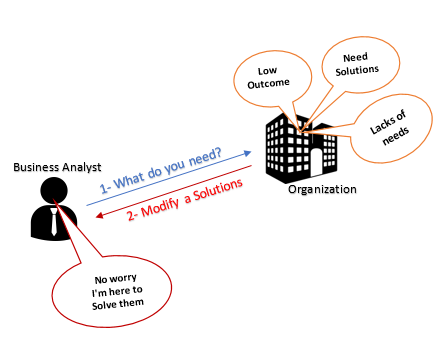 Low
Outcome
Need
Solutions
Lacks of
needs
Business Analyst
1- What do you need?
2- Modify a Solutions
Organization
No worry
I'm here to
Solve them